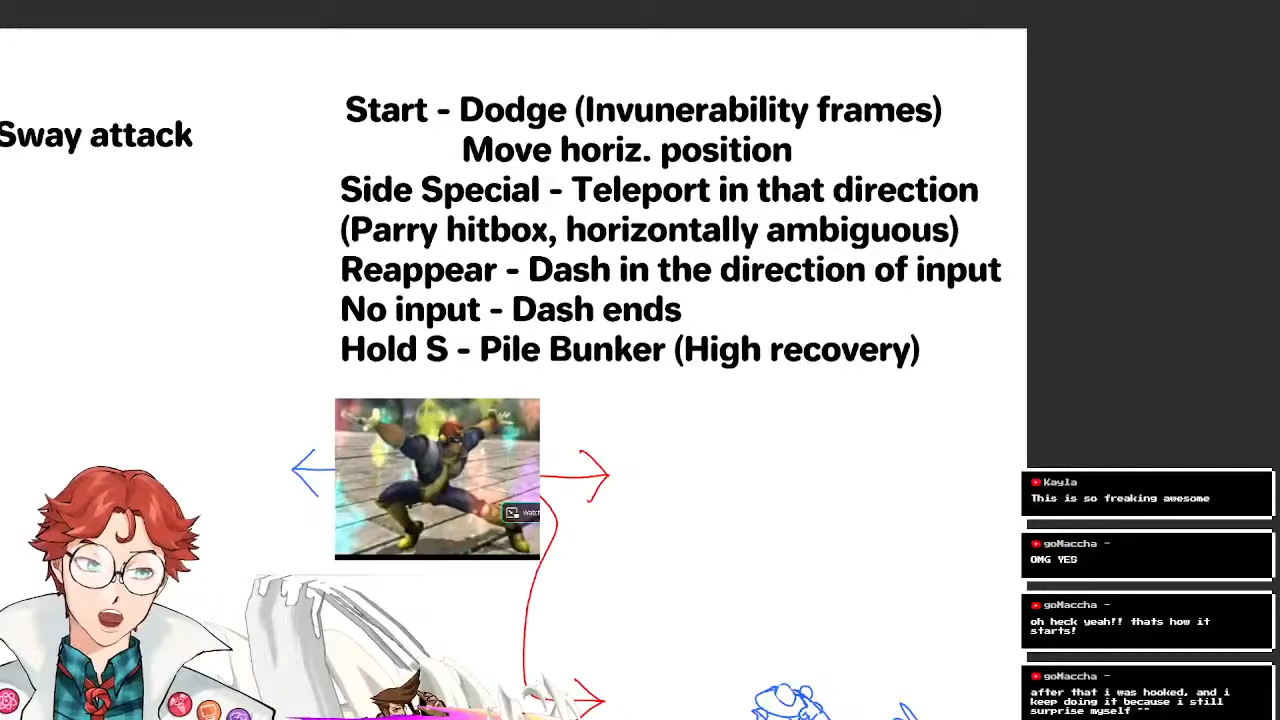 Sway attack
Start - Dodge (Invunerability frames)
Move horiz. position
Side Special - Teleport in that direction
(Parry hitbox, horizontally ambiguous)
Reappear - Dash in the direction of input
No input - Dash ends
Hold S - Pile Bunker (High recovery)
Watch
Kayla
This is so freaking awesome
goMaccha -
OMG YES
goMaccha -
oh heck yeah!! thats how it
starts!
goMaccha -
after that i was hooked, and i
keep doing it because i still
surprise myself ^^